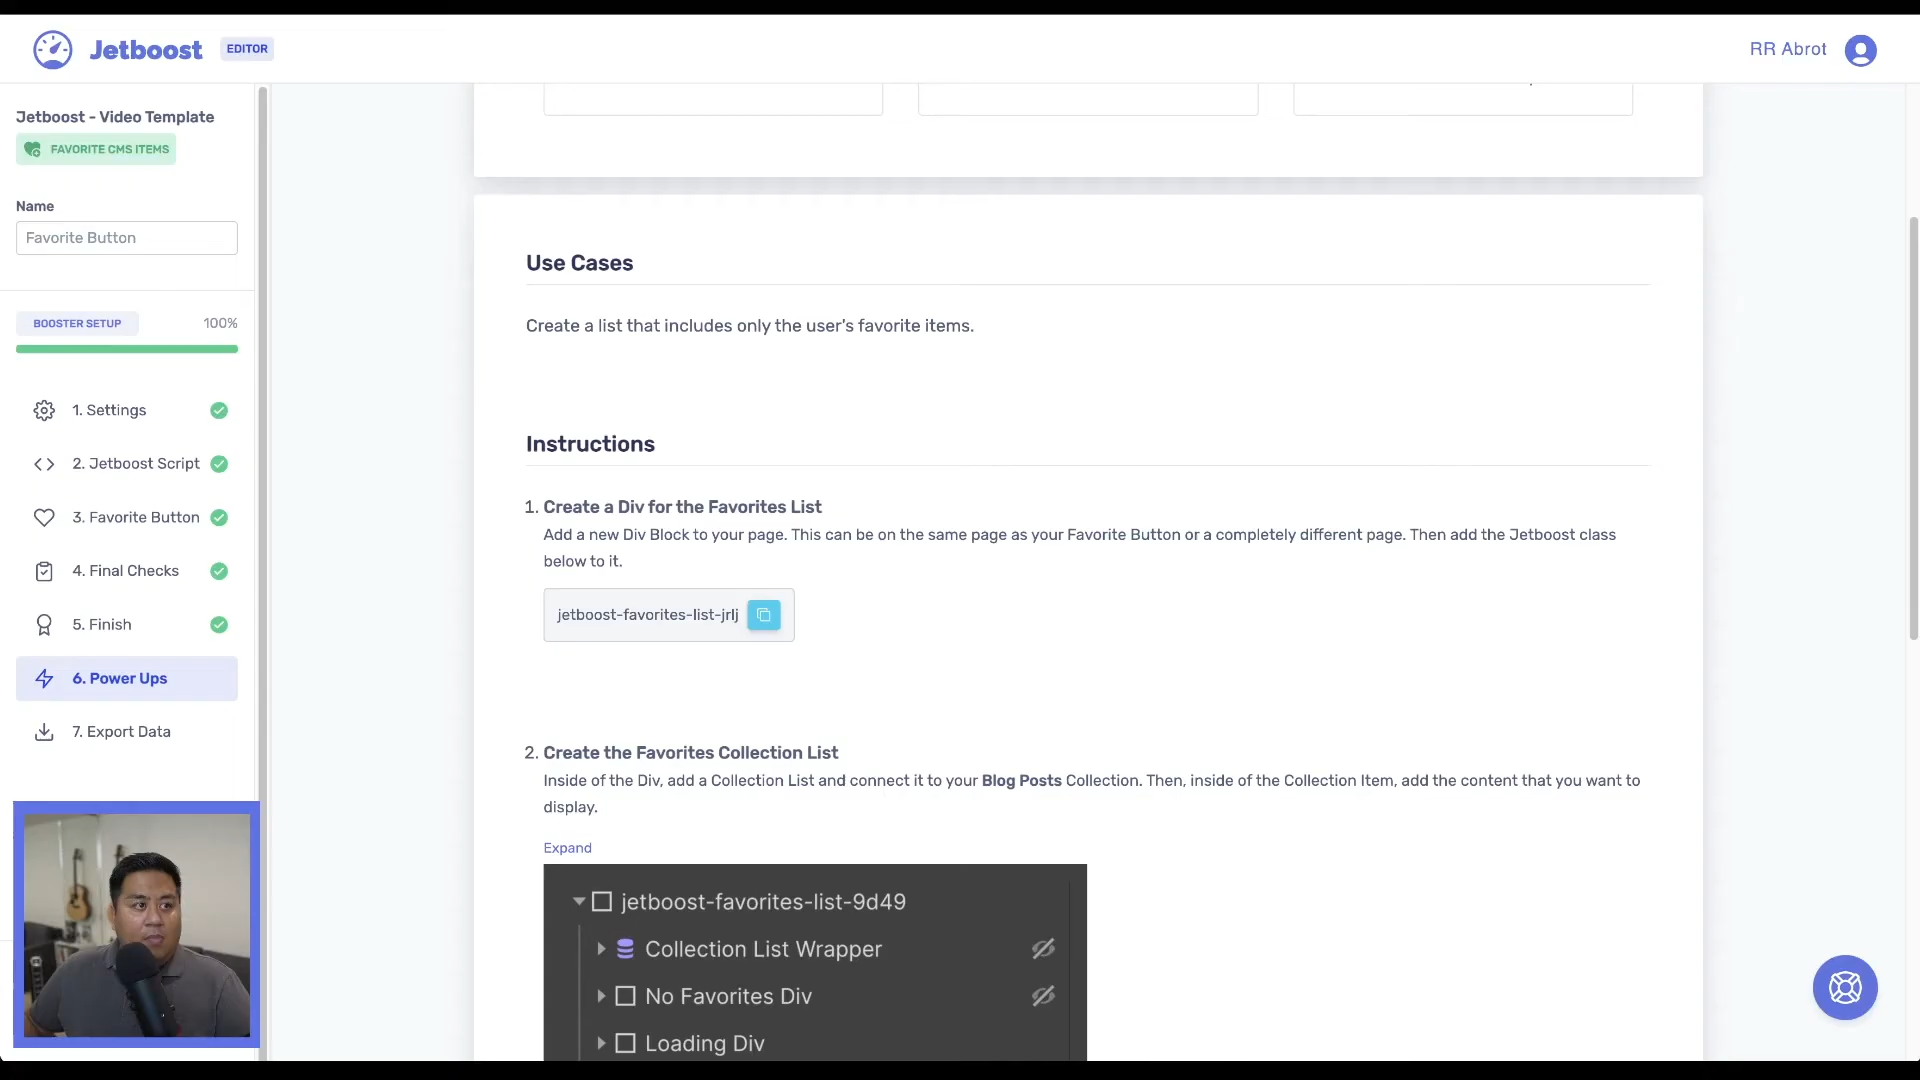 Jetboost EDITOR
RR Abrot
Jetboost - Video Template
FAVORITE CMS ITEMS
Name
Favorite Button
BOOSTER SETUP 100%
1. Settings
2. Jetboost Script
3. Favorite Button
4. Final Checks
5. Finish
6. Power Ups
7. Export Data
Use Cases
Create a list that includes only the user's favorite items.
Instructions
1. Create a Div for the Favorites List
Add a new Div Block to your page. This can be on the same page as your Favorite Button or a completely different page. Then add the Jetboost class
below to it.
jetboost-favorites-list-jrlj
2. Create the Favorites Collection List
Inside of the Div, add a Collection List and connect it to your Blog Posts Collection. Then, inside of the Collection Item, add the content that you want to
display.
Expand
jetboost-favorites-list-9d49
Collection List Wrapper
No Favorites Div
Loading Div